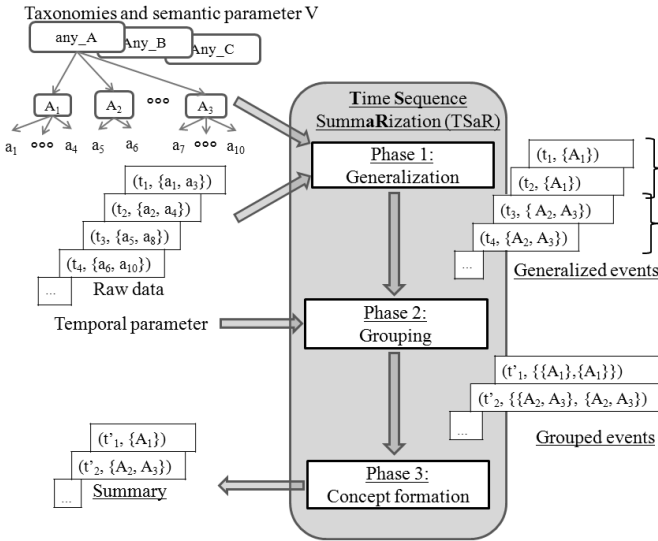 Taxonomies and semantic parameter V
any_A
Any_B
Any_C
A1
A2
ooo
A3
a1 ooo a4 a5 a6 a7 ooo a10
Time Sequence
SummaRization (TSaR)
Phase 1:
Generalization
(t1, {a1, a3})
(t2, {a2, a4})
(t3, {a5, a8})
(t4, {a6, a10})
...
Raw data
(t1, {A1})
(t2, {A1})
(t3, { A2, A3})
(t4, {A2, A3})
...
Generalized events
Temporal parameter
Phase 2:
Grouping
(t'1, {{A1},{A1}})
(t'2, {{A2, A3}, {A2, A3})
...
Grouped events
(t'1, {A1})
(t'2, {A2, A3})
...
Summary
Phase 3:
Concept formation